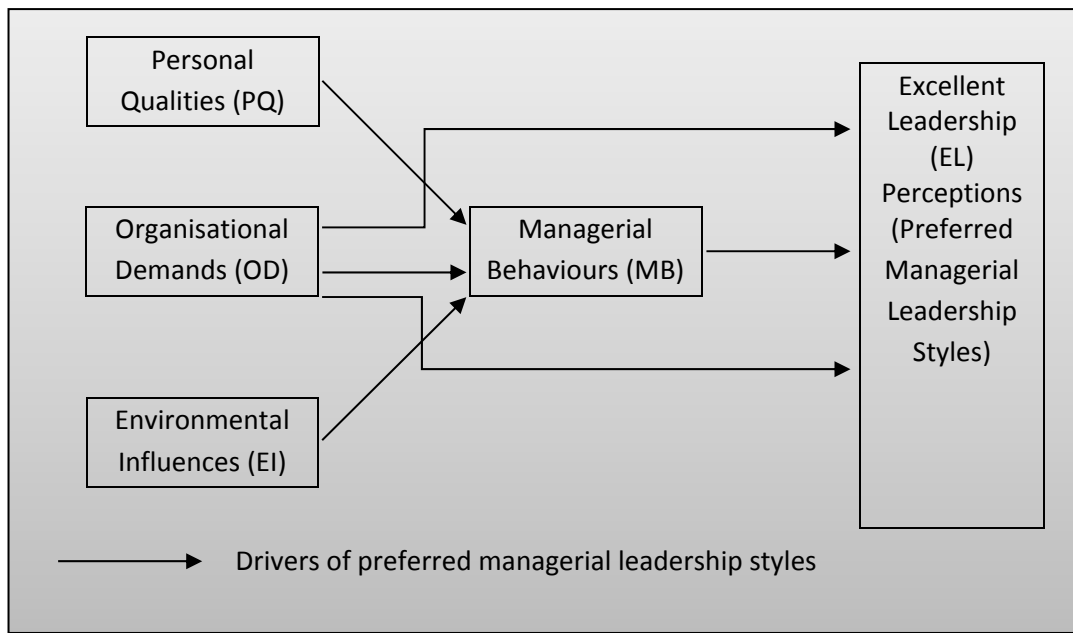 Personal
Qualities (PQ)
Organisational
Demands (OD)
Environmental
Influences (EI)
Managerial
Behaviours (MB)
Excellent
Leadership
(EL)
Perceptions
(Preferred
Managerial
Leadership
Styles)
Drivers of preferred managerial leadership styles